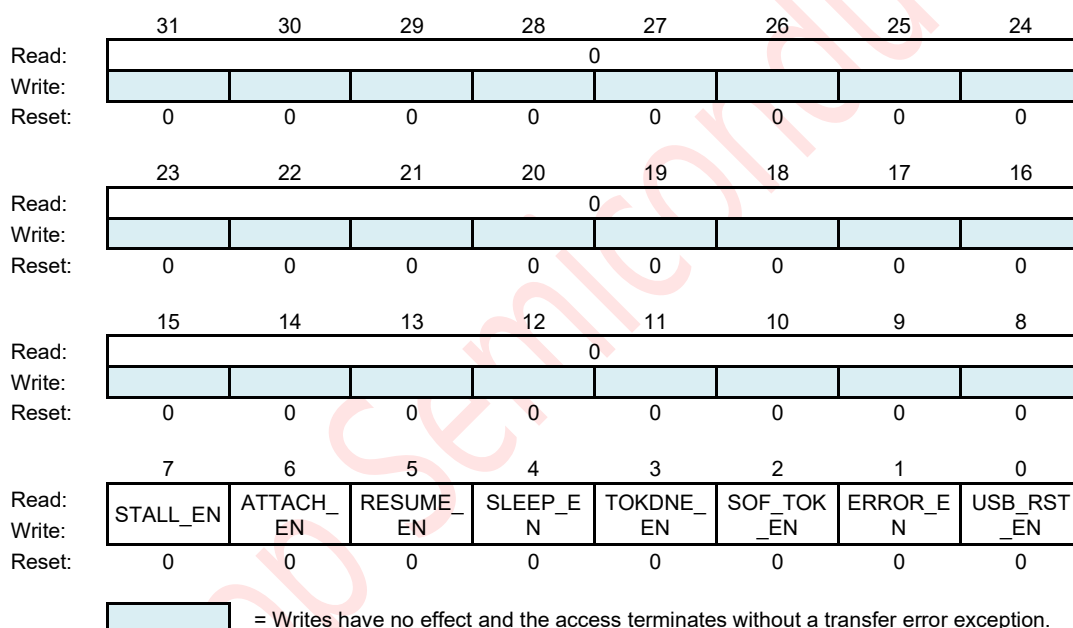 31 30 29 28 27 26 25 24
Read: 0
Write:
Reset: 0 0 0 0 0 0 0 0
23 22 21 20 19 18 17 16
Read: 0
Write:
Reset: 0 0 0 0 0 0 0 0
15 14 13 12 11 10 9 8
Read: 0
Write:
Reset: 0 0 0 0 0 0 0 0
7 6 5 4 3 2 1 0
Read: STALL_EN ATTACH_ RESUME_ SLEEP_E TOKDNE_ SOF_TOK ERROR_E USB_RST
Write: EN EN N EN _EN N _EN
Reset: 0 0 0 0 0 0 0 0
= Writes have no effect and the access terminates without a transfer error exception.